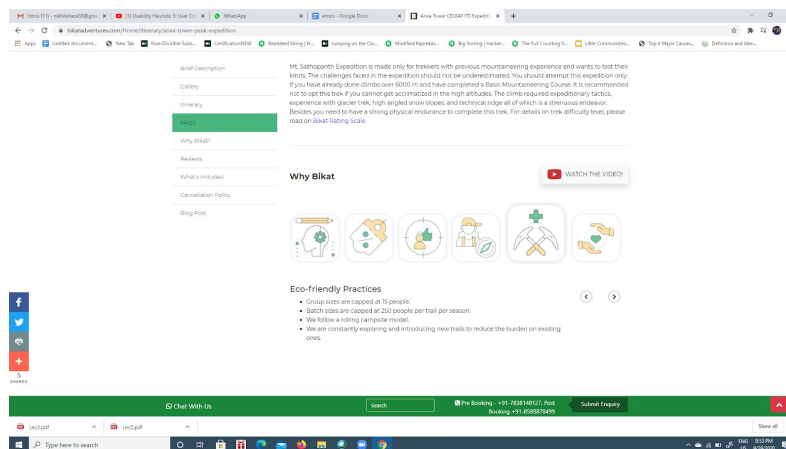 Inbox (11) - nikhilkhare30@gm
(1) Usability Heuristic 3: User Co
WhatsApp
errors - Google Docs
Arwa Tower (20,840 FT) Expediti
bikatadventures.com/Home/Itinerary/arwa-tower-peak-expedition
Apps
Untitled document...
New Tab
Non-Divisible Subs...
CertificationNEW
Repeated String | H...
Jumping on the Clo...
Modified Kaprekar...
Big Sorting | Hacker...
The Full Counting S...
Little Communities...
Top 6 Major Causes...
Definition and Iden...
Brief Description
Gallery
Itinerary
FAQ's
Why Bikat?
Reviews
What's Included
Cancellation Policy
Blog Post
Mt. Sathopanth Expedition is made only for trekkers with previous mountaineering experience and wants to test their
limits. The challenges faced in the expedition should not be underestimated. You should attempt this expedition only
if you have already done climbs over 6000 m and have completed a Basic Mountaineering Course. It is recommended
not to opt this trek if you cannot get acclimatized in the high altitudes. The climb required expeditionary tactics,
experience with glacier trek, high angled snow slopes, and technical ridge all of which is a strenuous endeavor.
Besides you need to have a strong physical endurance to complete this trek. For details on trek difficulty level, please
read on Bikat Rating Scale
Why Bikat
WATCH THE VIDEO!
Eco-friendly Practices
Group sizes are capped at 15 people.
Batch sizes are capped at 250 people per trail per season.
We follow a rolling campsite model.
We are constantly exploring and introducing new trails to reduce the burden on existing
ones.
5
SHARES
Chat With Us
Search
Pre Booking - +91-7838148127, Post
Booking +91-8588878499
Submit Enquiry
Lec3.pdf
Lec2.pdf
Show all
Type here to search
ENG
US
8:53 PM
9/29/2020